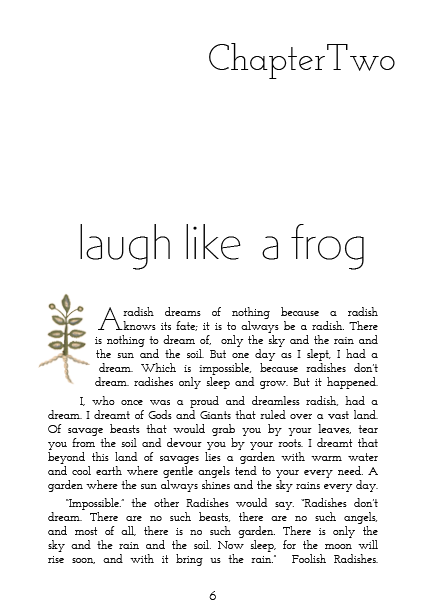 ChapterTwo
laugh like a frog
A radish dreams of nothing because a radish
knows its fate; it is to always be a radish. There
is nothing to dream of, only the sky and the rain and
the sun and the soil. But one day as I slept, I had a
dream. Which is impossible, because radishes don't
dream. radishes only sleep and grow. But it happened.
I, who once was a proud and dreamless radish, had a
dream. I dreamt of Gods and Giants that ruled over a vast land.
Of savage beasts that would grab you by your leaves, tear
you from the soil and devour you by your roots. I dreamt that
beyond this land of savages lies a garden with warm water
and cool earth where gentle angels tend to your every need. A
garden where the sun always shines and the sky rains every day.
"Impossible." the other Radishes would say. "Radishes don't
dream. There are no such beasts, there are no such angels,
and most of all, there is no such garden. There is only the
sky and the rain and the soil. Now sleep, for the moon will
rise soon, and with it bring us the rain." Foolish Radishes.
6